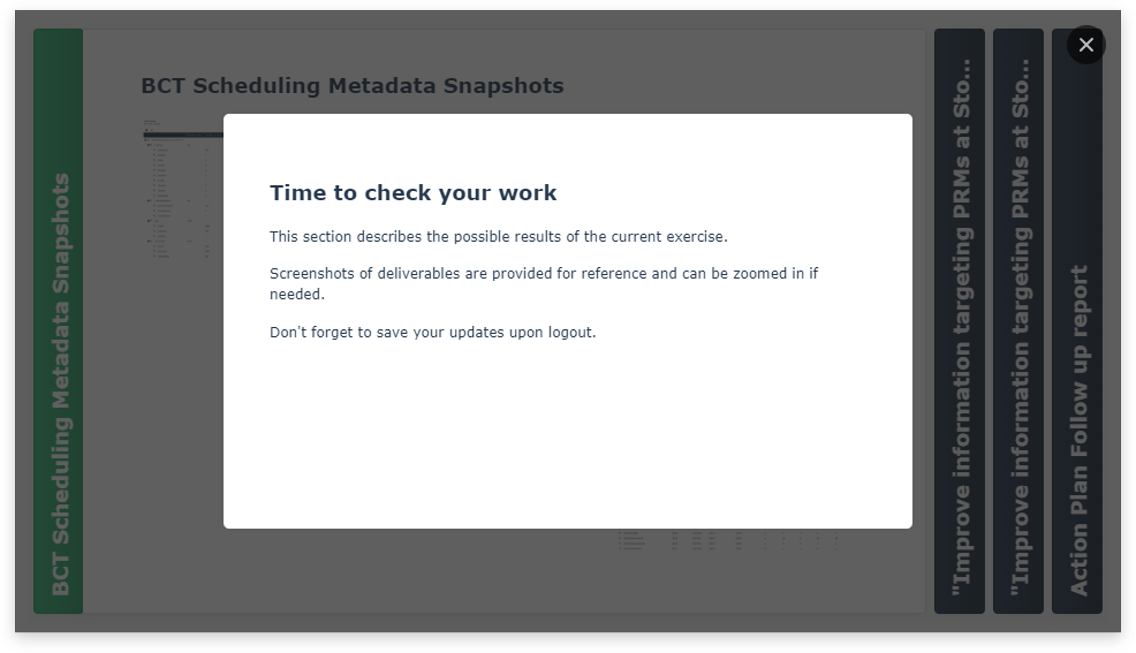 BCT Scheduling Metadata Snapshots
BCT Scheduling Metadata Snapshots
Time to check your work
This section describes the possible results of the current exercise.
Screenshots of deliverables are provided for reference and can be zoomed in if
needed.
Don't forget to save your updates upon logout.
"Improve information targeting PRMs at Sto...
"Improve information targeting PRMs at Sto...
Action Plan Follow up report